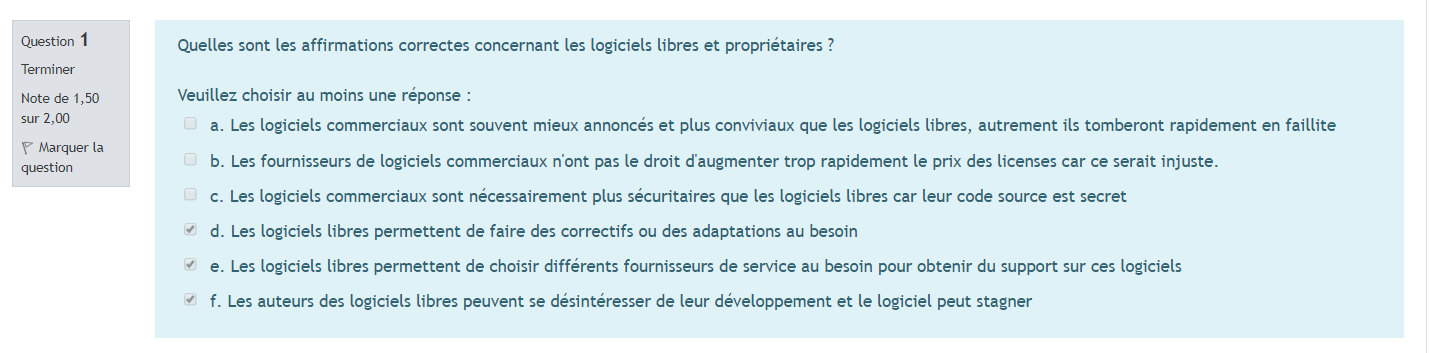 Question 1
Terminer
Note de 1,50
sur 2,00
Marquer la
question
Quelles sont les affirmations correctes concernant les logiciels libres et propriétaires ?
Veuillez choisir au moins une réponse :
a. Les logiciels commerciaux sont souvent mieux annoncés et plus conviviaux que les logiciels libres, autrement ils tomberont rapidement en faillite
b. Les fournisseurs de logiciels commerciaux n'ont pas le droit d'augmenter trop rapidement le prix des licenses car ce serait injuste.
c. Les logiciels commerciaux sont nécessairement plus sécuritaires que les logiciels libres car leur code source est secret
d. Les logiciels libres permettent de faire des correctifs ou des adaptations au besoin
e. Les logiciels libres permettent de choisir différents fournisseurs de service au besoin pour obtenir du support sur ces logiciels
f. Les auteurs des logiciels libres peuvent se désintéresser de leur développement et le logiciel peut stagner